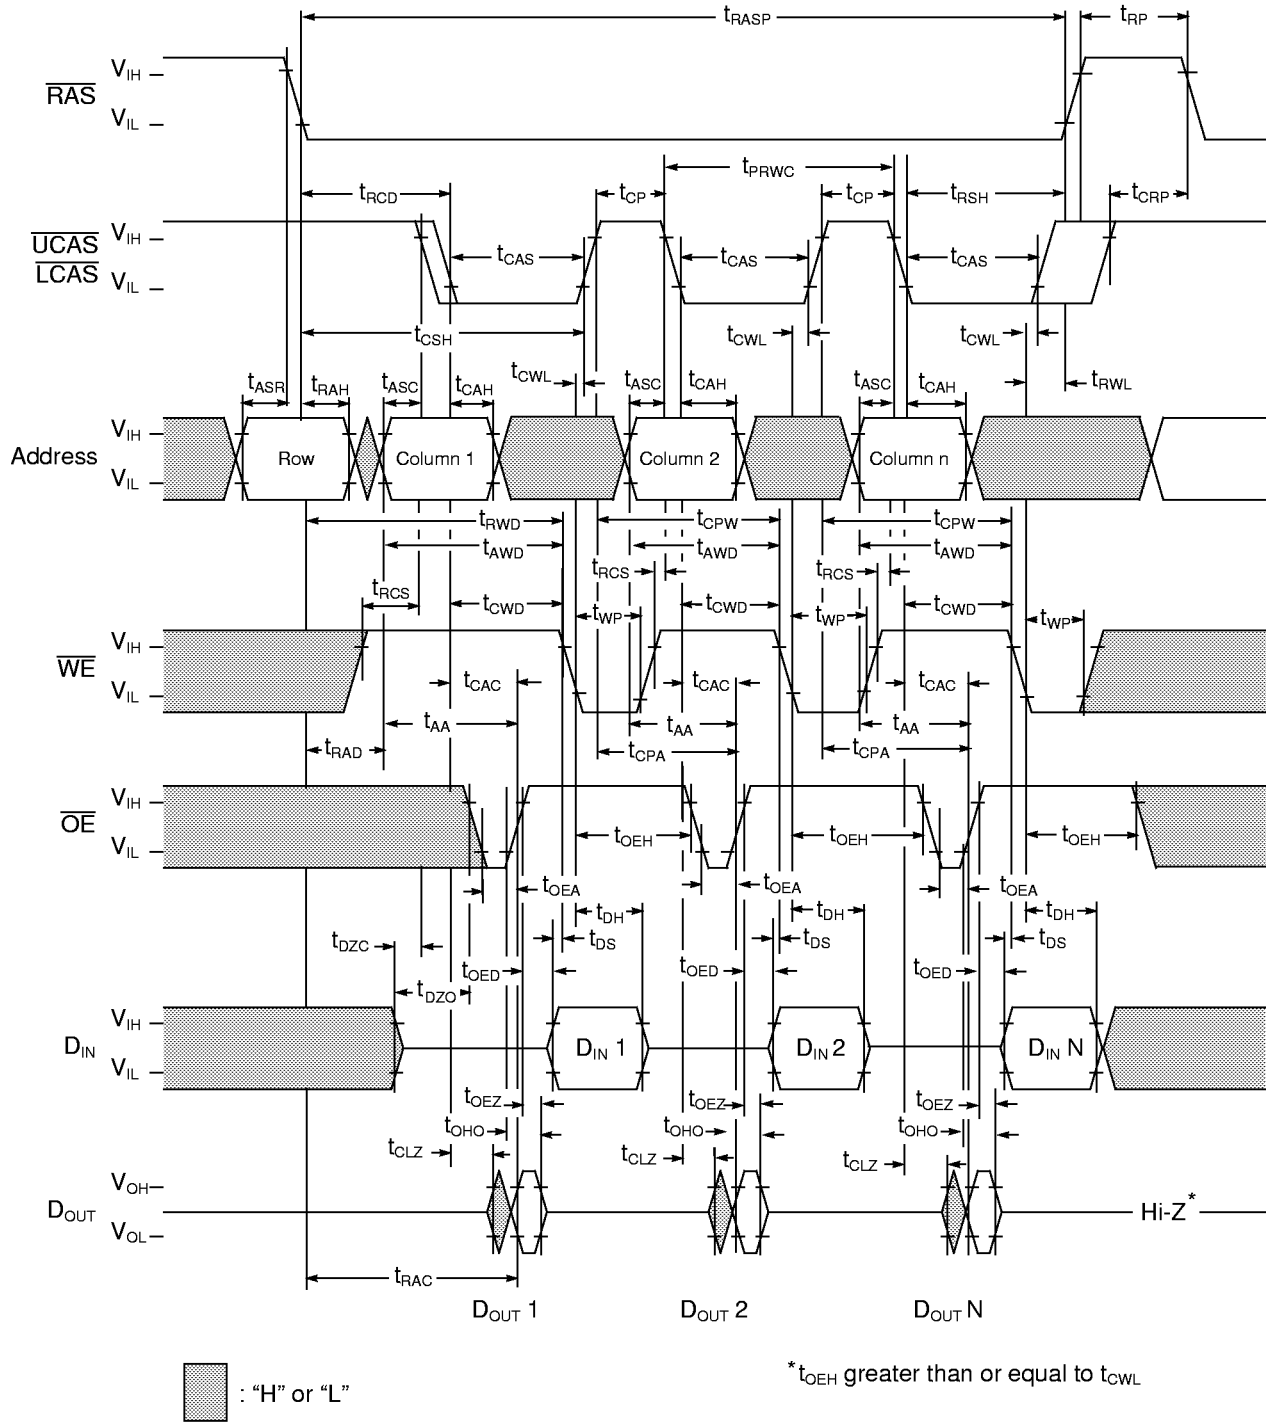 tRASP tRP
VIH
RAS
VIL
tPRWC
tRCD tCP tCP tRSH tCRP
UCAS VIH
LCAS VIL
tCAS tCAS tCAS
tCSH tCWL tCWL tRWL
tCWL
tASR tRAH tASC tCAH tASC tCAH tASC tCAH
VIH
Address Row Column 1 Column 2 Column n
VIL
tRWD tCPW tCPW
tAWD tAWD tAWD
tRCS tRCS
tRCS tCWD tWP tCWD tWP tCWD tWP
VIH
WE
VIL
tCAC tCAC tCAC
tAA tAA tAA
tRAD tCPA tCPA
VIH
OE
VIL
tOEH tOEH tOEH
tOEA tOEA tOEA
tDH tDH tDH
tDZC tDS tDS tDS
tOED tOED tOED
tDZO
VIH
DIN DIN 1 DIN 2 DIN N
VIL
tOEZ tOEZ tOEZ
tOHO tOHO tOHO
tCLZ tCLZ tCLZ
VOH
DOUT Hi-Z*
VOL
tRAC
DOUT 1 DOUT 2 DOUT N
: “H” or “L”
*tOEH greater than or equal to tCWL